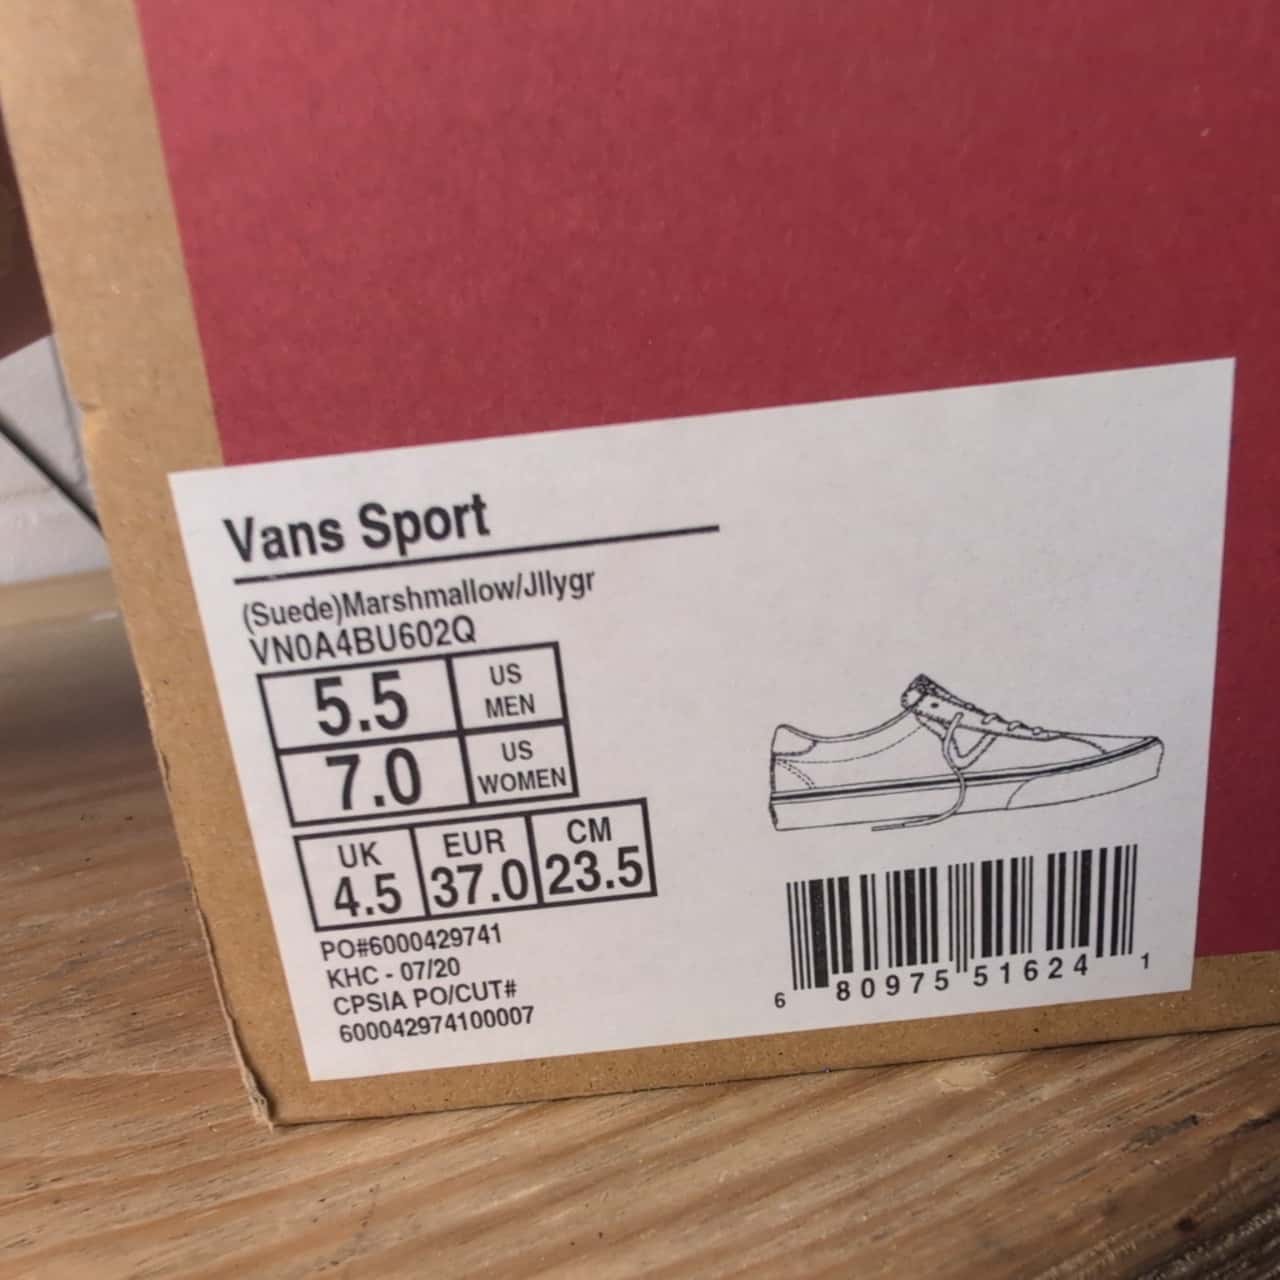 Vans Sport
(Suede)Marshmallow/Jllygr
VN0A4BU602Q
5.5 US MEN
7.0 US WOMEN
UK EUR CM
4.5 37.0 23.5
PO#6000429741
KHC - 07/20
CPSIA PO/CUT#
600042974100007
6 80975 51624 1